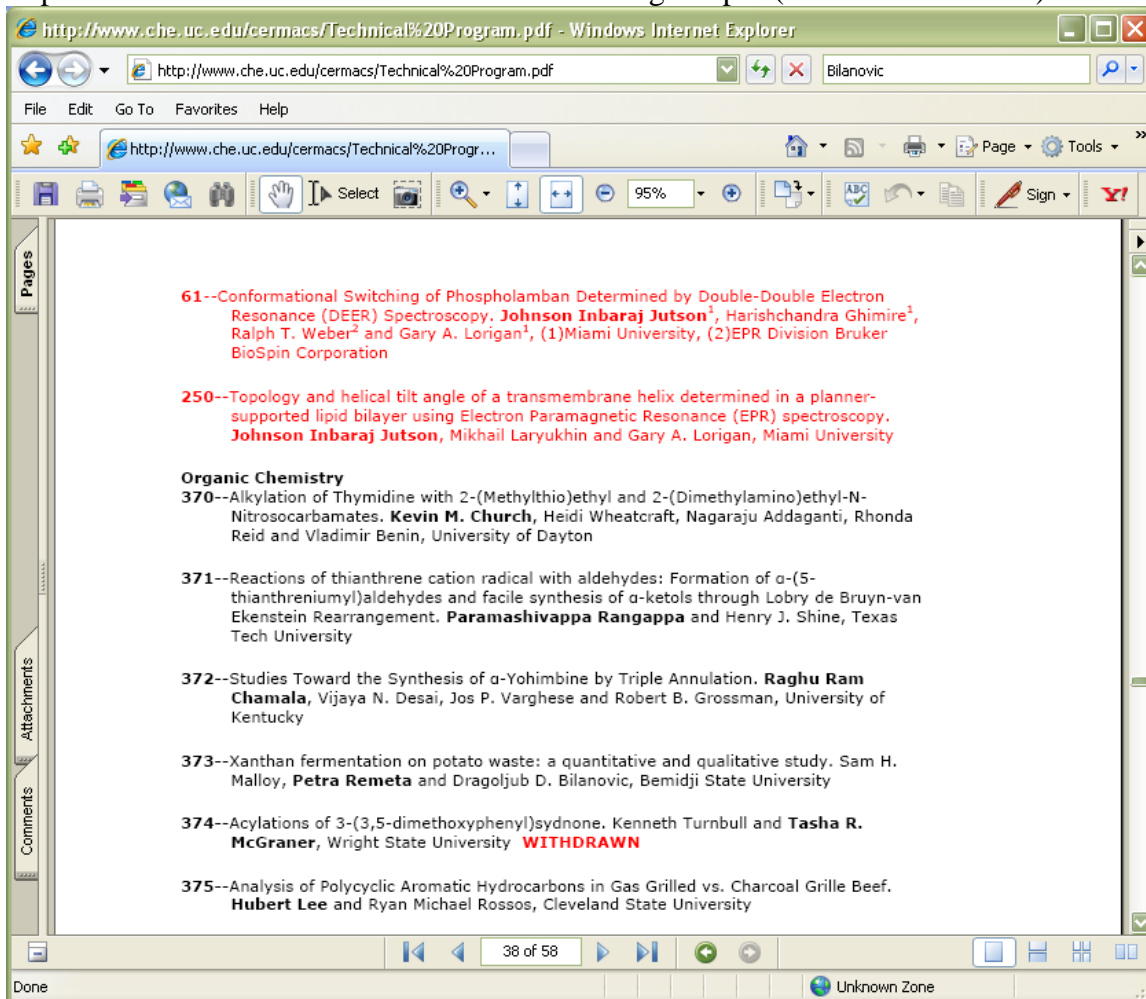 http://www.che.uc.edu/cermacs/Technical%20Program.pdf - Windows Internet Explorer
http://www.che.uc.edu/cermacs/Technical%20Program.pdf
Bilanovic
File Edit Go To Favorites Help
http://www.che.uc.edu/cermacs/Technical%20Progr...
Page Tools »
Select 95% ABC Sign Y!
Pages
61--Conformational Switching of Phospholamban Determined by Double-Double Electron
Resonance (DEER) Spectroscopy. Johnson Inbaraj Jutson1, Harishchandra Ghimire1,
Ralph T. Weber2 and Gary A. Lorigan1, (1)Miami University, (2)EPR Division Bruker
BioSpin Corporation
250--Topology and helical tilt angle of a transmembrane helix determined in a planner-
supported lipid bilayer using Electron Paramagnetic Resonance (EPR) spectroscopy.
Johnson Inbaraj Jutson, Mikhail Laryukhin and Gary A. Lorigan, Miami University
Organic Chemistry
370--Alkylation of Thymidine with 2-(Methylthio)ethyl and 2-(Dimethylamino)ethyl-N-
Nitrosocarbamates. Kevin M. Church, Heidi Wheatcraft, Nagaraju Addaganti, Rhonda
Reid and Vladimir Benin, University of Dayton
371--Reactions of thianthrene cation radical with aldehydes: Formation of α-(5-
thianthreniumyl)aldehydes and facile synthesis of α-ketols through Lobry de Bruyn-van
Ekenstein Rearrangement. Paramashivappa Rangappa and Henry J. Shine, Texas
Tech University
372--Studies Toward the Synthesis of α-Yohimbine by Triple Annulation. Raghu Ram
Chamala, Vijaya N. Desai, Jos P. Varghese and Robert B. Grossman, University of
Kentucky
373--Xanthan fermentation on potato waste: a quantitative and qualitative study. Sam H.
Malloy, Petra Remeta and Dragoljub D. Bilanovic, Bemidji State University
374--Acylations of 3-(3,5-dimethoxyphenyl)sydnone. Kenneth Turnbull and Tasha R.
McGraner, Wright State University WITHDRAWN
375--Analysis of Polycyclic Aromatic Hydrocarbons in Gas Grilled vs. Charcoal Grille Beef.
Hubert Lee and Ryan Michael Rossos, Cleveland State University
Attachments
Comments
38 of 58
Done Unknown Zone